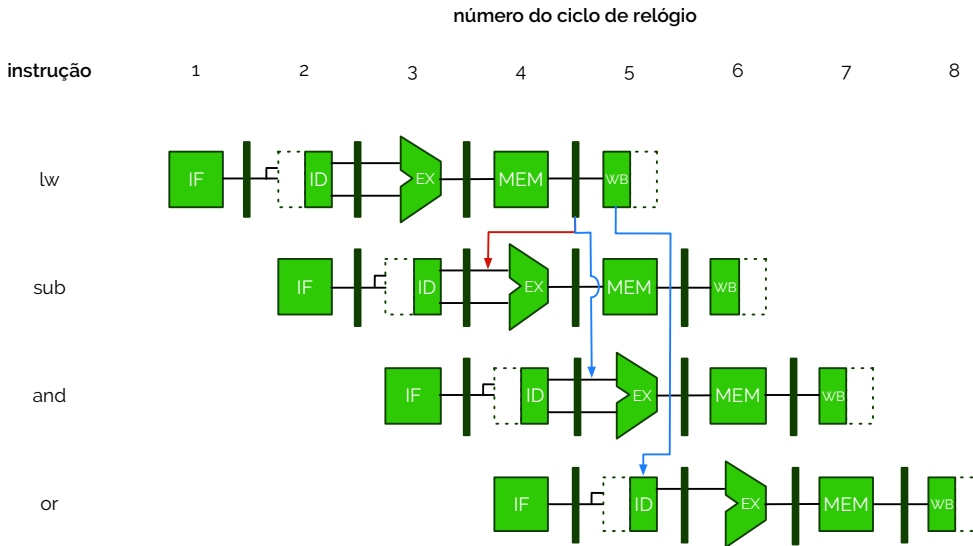 número do ciclo de relógio
instrução 1 2 3 4 5 6 7 8
lw IF ID EX MEM WB
sub IF ID EX MEM WB
and IF ID EX MEM WB
or IF ID EX MEM WB